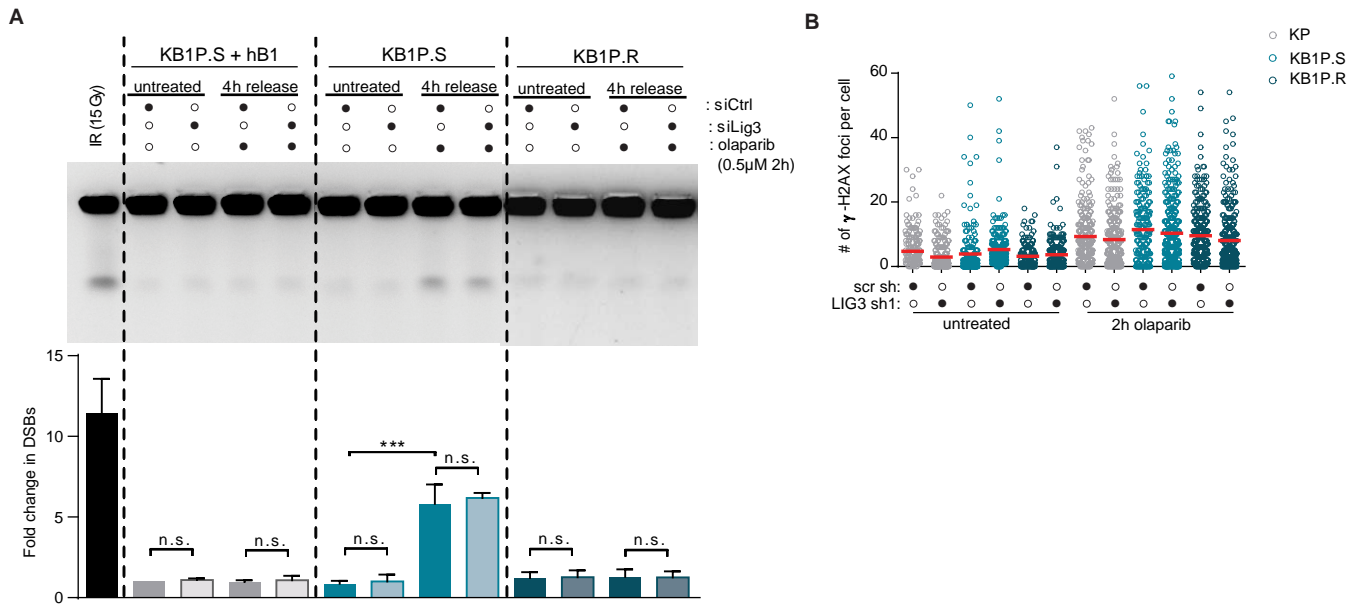 A
KB1P.S + hB1
KB1P.S
KB1P.R
untreated
4h release
untreated
4h release
untreated
4h release
IR (15 Gy)
: siCtrl
: siLig3
: olaparib
(0.5µM 2h)
Fold change in DSBs
15
10
5
0
n.s.
n.s.
n.s.
***
n.s.
n.s.
n.s.
B
KP
KB1P.S
KB1P.R
# of γ-H2AX foci per cell
60
40
20
0
scr sh:
LIG3 sh1:
untreated
2h olaparib